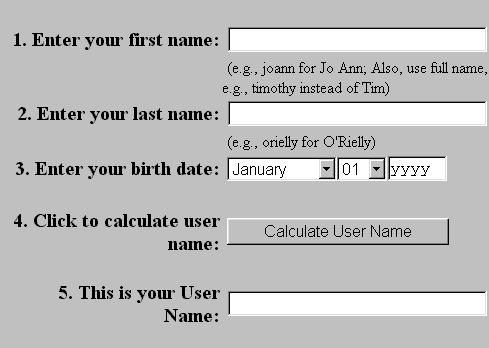 1. Enter your first name:
(e.g., joann for Jo Ann; Also, use full name,
e.g., timothy instead of Tim)
2. Enter your last name:
(e.g., orielly for O'Rielly)
3. Enter your birth date: January 01 yyyy
4. Click to calculate user
name:
Calculate User Name
5. This is your User
Name: